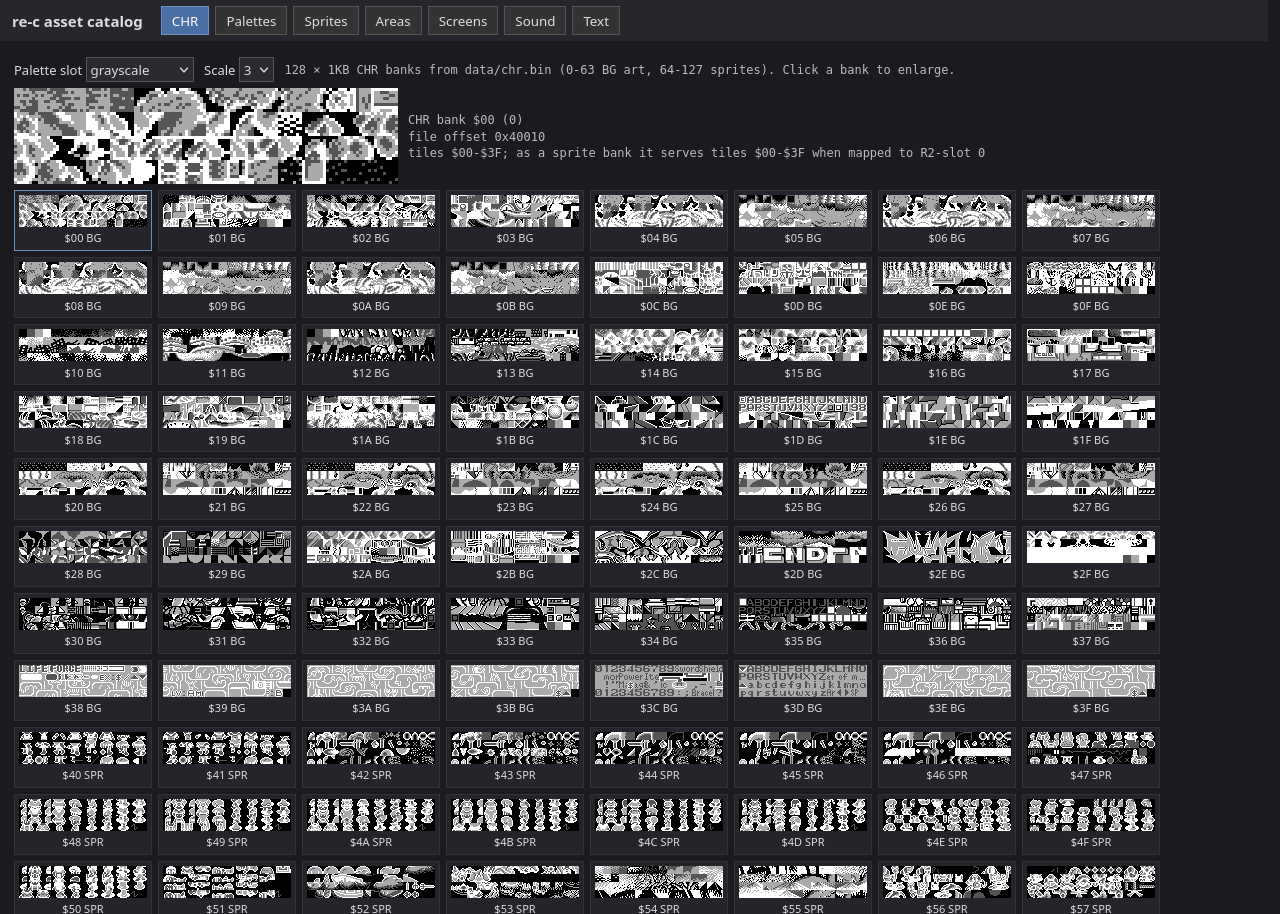 re-c asset catalog CHR Palettes Sprites Areas Screens Sound Text
Palette slot grayscale Scale 3 128 × 1KB CHR banks from data/chr.bin (0-63 BG art, 64-127 sprites). Click a bank to enlarge.
CHR bank $00 (0)
file offset 0x40010
tiles $00-$3F; as a sprite bank it serves tiles $00-$3F when mapped to R2-slot 0
$00 BG $01 BG $02 BG $03 BG $04 BG $05 BG $06 BG $07 BG
$08 BG $09 BG $0A BG $0B BG $0C BG $0D BG $0E BG $0F BG
$10 BG $11 BG $12 BG $13 BG $14 BG $15 BG $16 BG $17 BG
$18 BG $19 BG $1A BG $1B BG $1C BG $1D BG $1E BG $1F BG
$20 BG $21 BG $22 BG $23 BG $24 BG $25 BG $26 BG $27 BG
END
$28 BG $29 BG $2A BG $2B BG $2C BG $2D BG $2E BG $2F BG
$30 BG $31 BG $32 BG $33 BG $34 BG $35 BG $36 BG $37 BG
LIFE FORCE 0123456789SwordShiel ABCDEFGHIJKLMNO
$38 BG $39 BG $3A BG $3B BG $3C BG $3D BG $3E BG $3F BG
$40 SPR $41 SPR $42 SPR $43 SPR $44 SPR $45 SPR $46 SPR $47 SPR
$48 SPR $49 SPR $4A SPR $4B SPR $4C SPR $4D SPR $4E SPR $4F SPR
$50 SPR $51 SPR $52 SPR $53 SPR $54 SPR $55 SPR $56 SPR $57 SPR